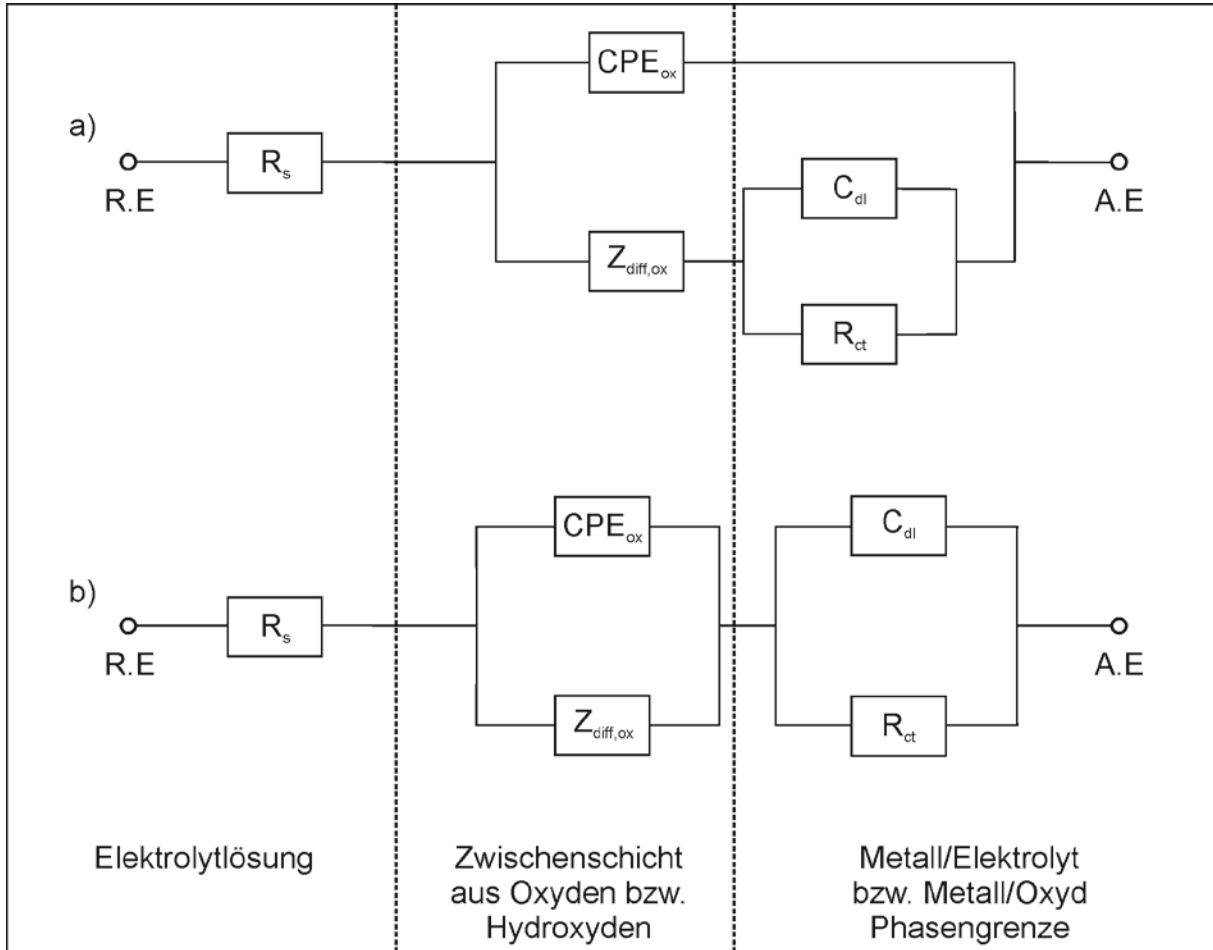 a)
R.E
R_s
CPE_ox
Z_diff,ox
C_dl
R_ct
A.E
b)
R.E
R_s
CPE_ox
Z_diff,ox
C_dl
R_ct
A.E
Elektrolytlösung
Zwischenschicht
aus Oxyden bzw.
Hydroxyden
Metall/Elektrolyt
bzw. Metall/Oxyd
Phasengrenze